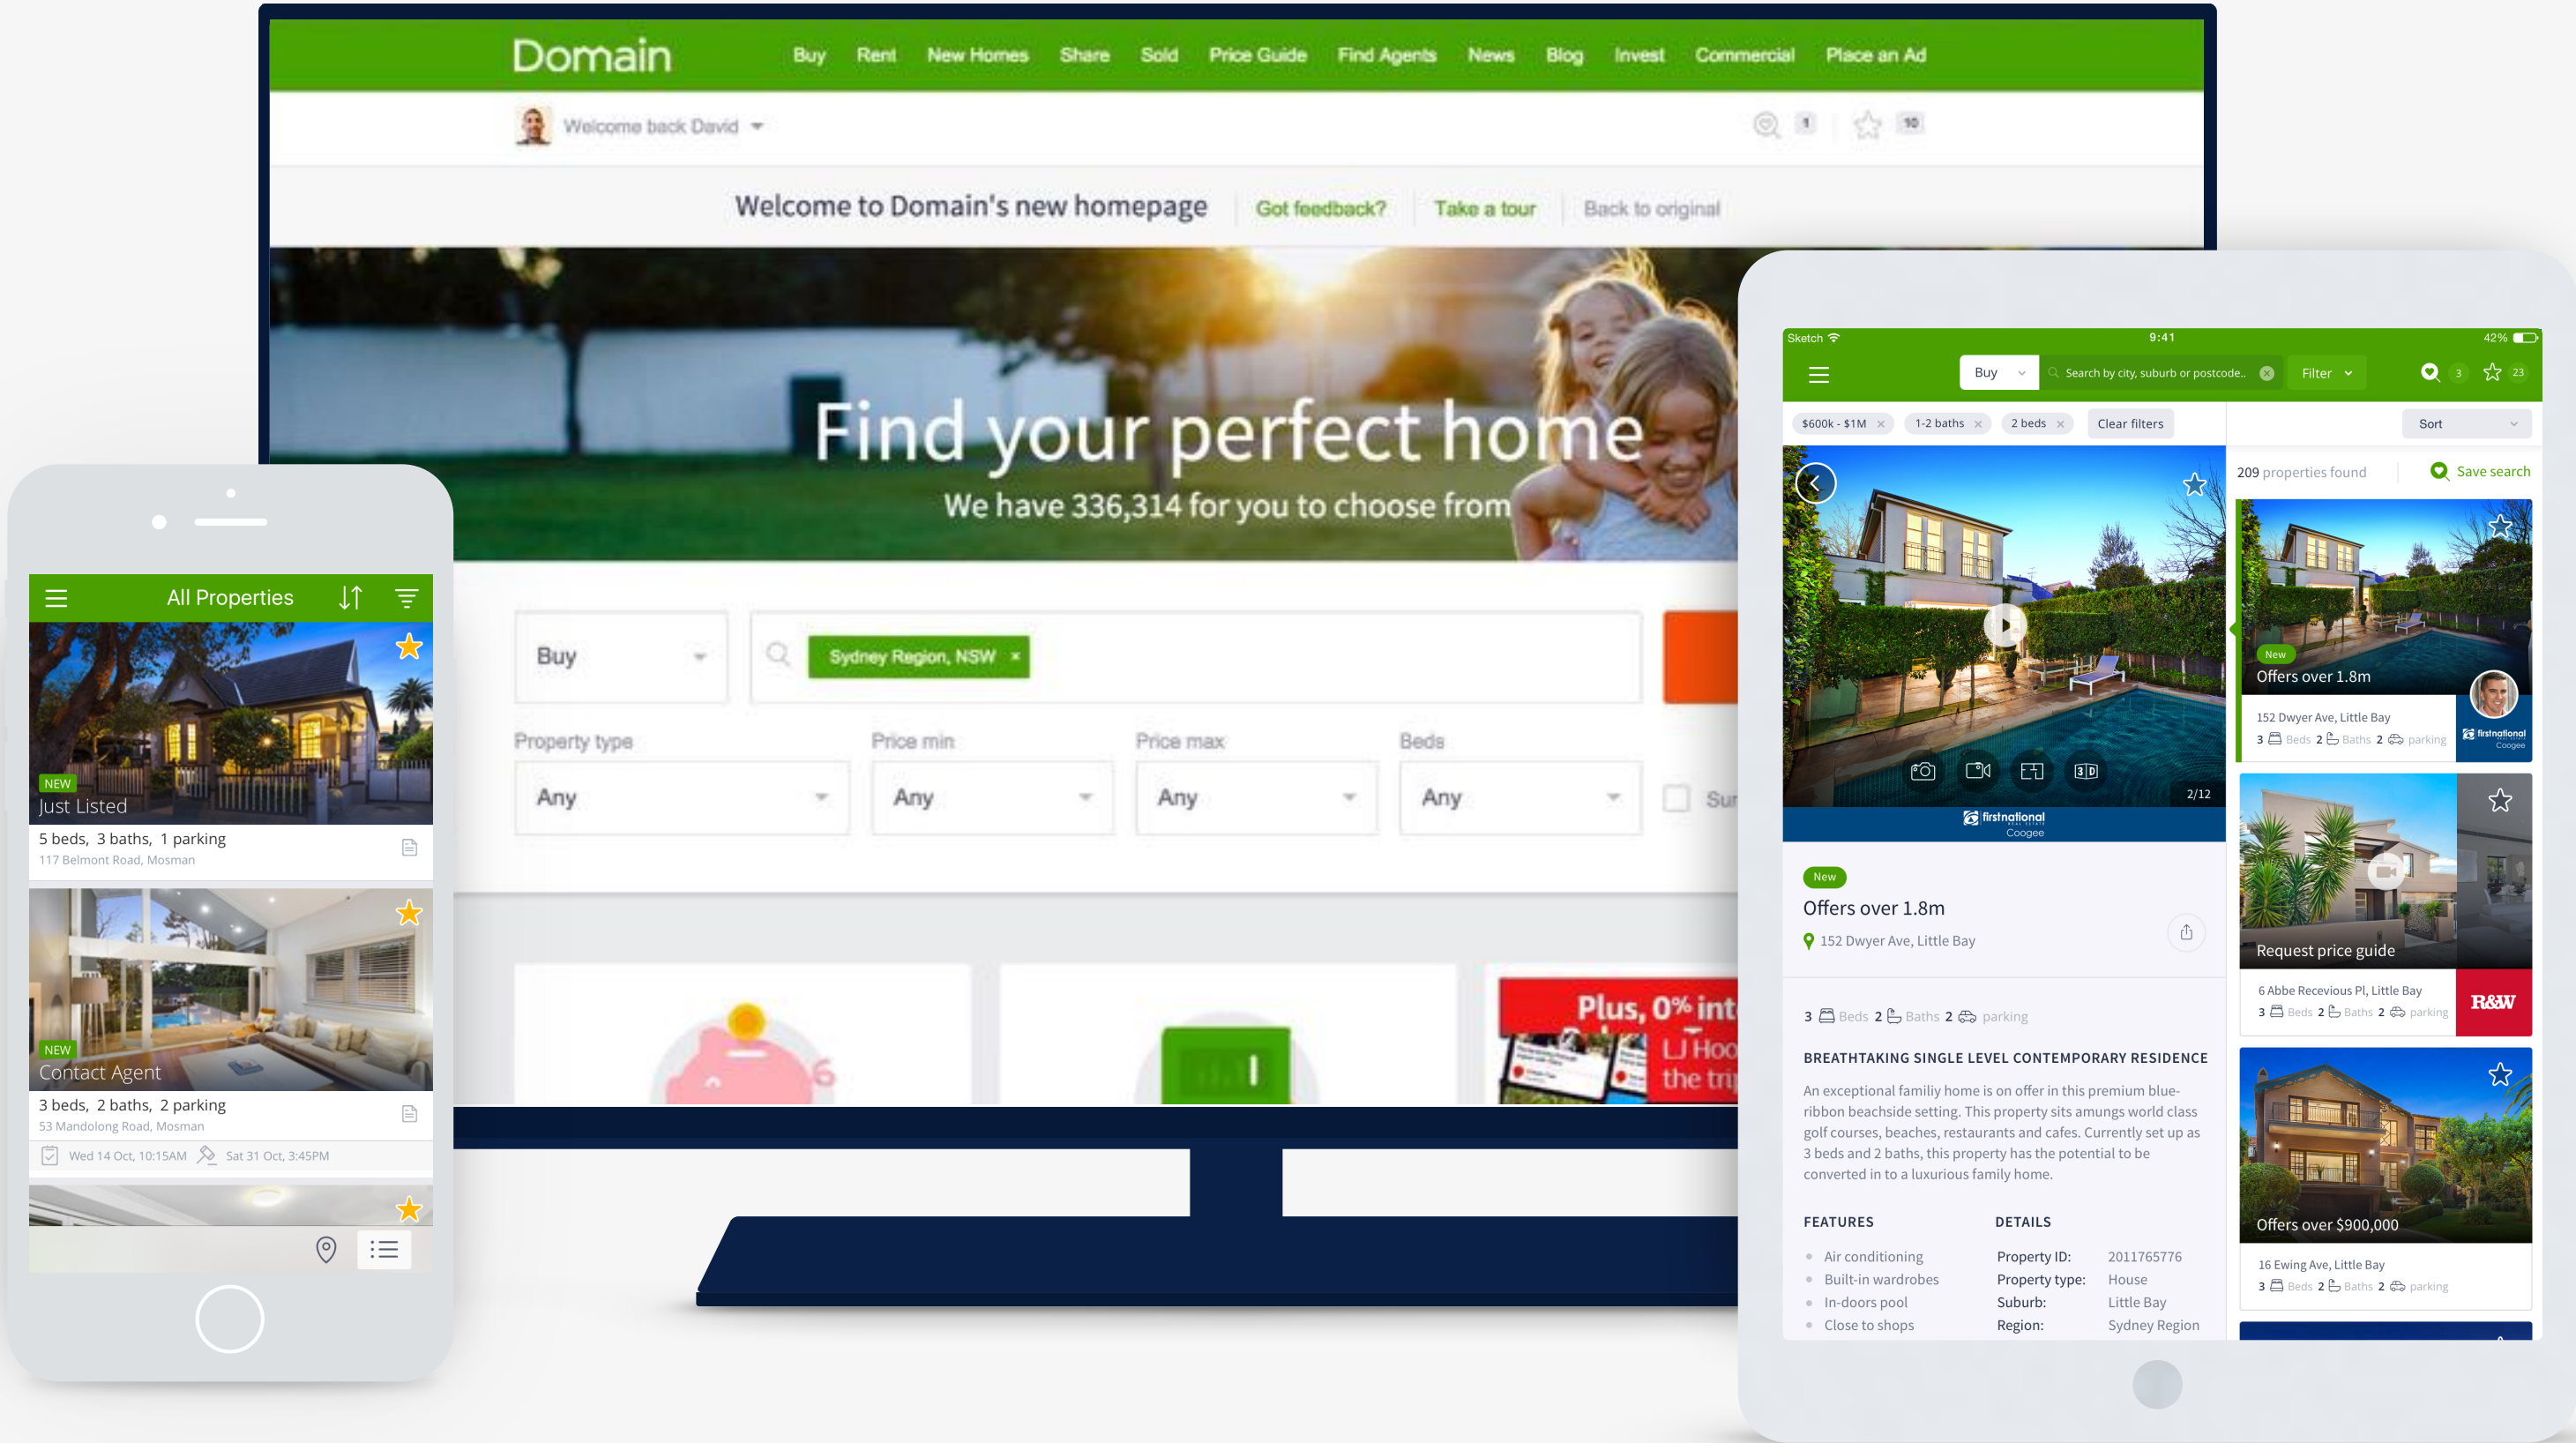 Domain
Buy Rent New Homes Share Sold Price Guide Find Agents News Blog Invest Commercial Place an Ad
Welcome back David
1 10
Welcome to Domain's new homepage Got feedback? Take a tour Back to original
Find your perfect home
We have 336,314 for you to choose from
Buy Sydney Region, NSW ×
Property type Price min Price max Beds
Any Any Any Any Sur
Plus, 0% int
LJ Hoo
the trip
All Properties
NEW
Just Listed
5 beds, 3 baths, 1 parking
117 Belmont Road, Mosman
NEW
Contact Agent
3 beds, 2 baths, 2 parking
53 Mandolong Road, Mosman
Wed 14 Oct, 10:15AM Sat 31 Oct, 3:45PM
Sketch 9:41 42%
Buy Search by city, suburb or postcode.. Filter 3 23
$600k - $1M × 1-2 baths × 2 beds × Clear filters Sort
2/12
firstnational
REAL ESTATE
Coogee
New
Offers over 1.8m
152 Dwyer Ave, Little Bay
3 Beds 2 Baths 2 parking
BREATHTAKING SINGLE LEVEL CONTEMPORARY RESIDENCE
An exceptional familiy home is on offer in this premium blue-
ribbon beachside setting. This property sits amungs world class
golf courses, beaches, restaurants and cafes. Currently set up as
3 beds and 2 baths, this property has the potential to be
converted in to a luxurious family home.
FEATURES
Air conditioning
Built-in wardrobes
In-doors pool
Close to shops
DETAILS
Property ID: 2011765776
Property type: House
Suburb: Little Bay
Region: Sydney Region
3D
209 properties found Save search
New
Offers over 1.8m
152 Dwyer Ave, Little Bay
3 Beds 2 Baths 2 parking
firstnational
Coogee
Request price guide
6 Abbe Recevious Pl, Little Bay
3 Beds 2 Baths 2 parking
R&W
Offers over $900,000
16 Ewing Ave, Little Bay
3 Beds 2 Baths 2 parking